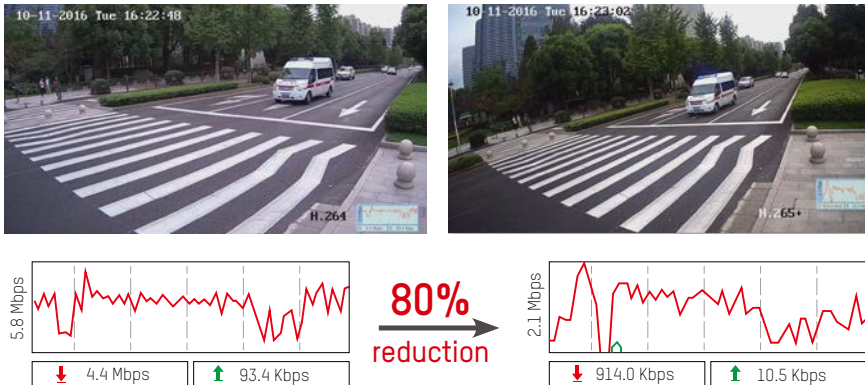 10-11-2016 Tue 16:22:48
10-11-2016 Tue 16:23:02
H.264
H.265+
5.8 Mbps
80%
reduction
2.1 Mbps
4.4 Mbps
93.4 Kbps
914.0 Kbps
10.5 Kbps